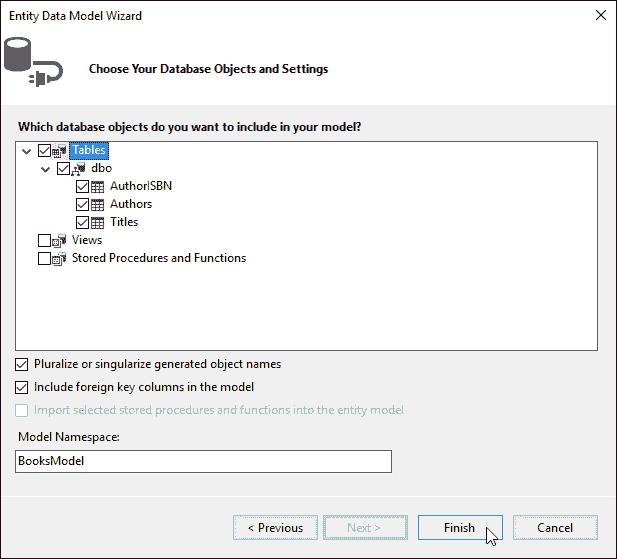 Entity Data Model Wizard
Choose Your Database Objects and Settings
Which database objects do you want to include in your model?
Tables
dbo
AuthorISBN
Authors
Titles
Views
Stored Procedures and Functions
Pluralize or singularize generated object names
Include foreign key columns in the model
Import selected stored procedures and functions into the entity model
Model Namespace:
BooksModel
< Previous Next > Finish Cancel